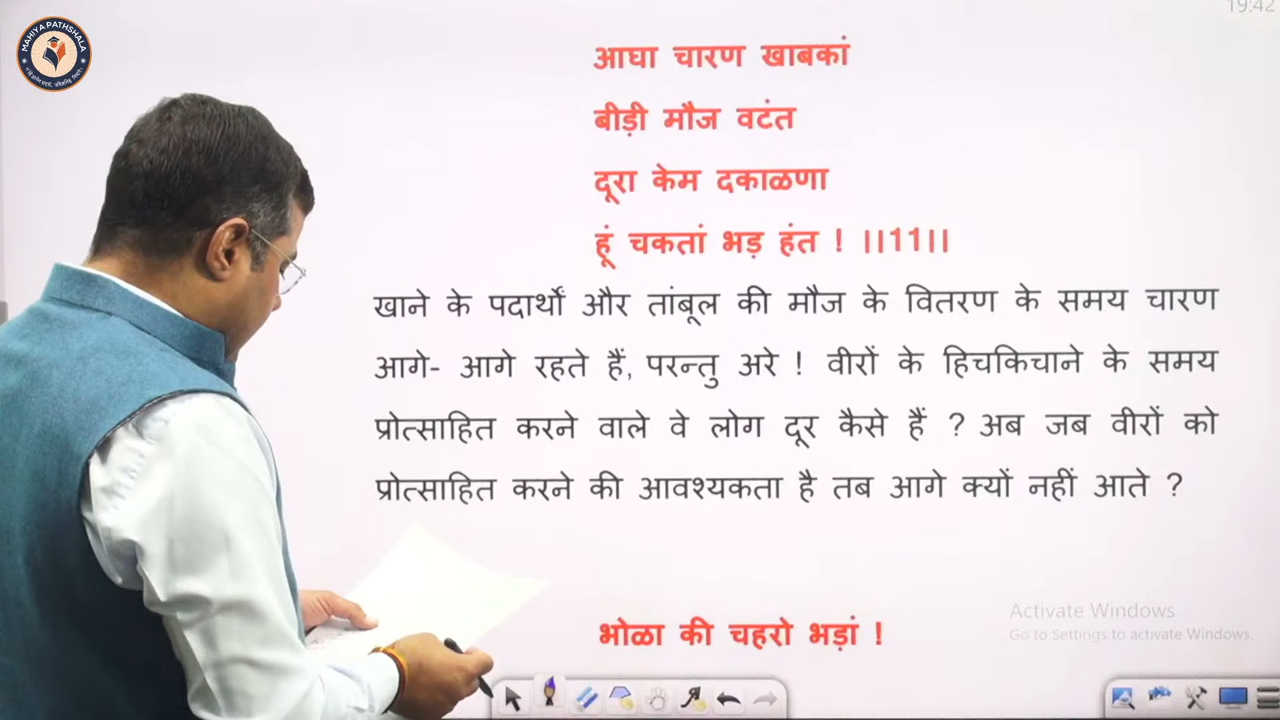 19:42
MAHIYA PATHSHALA
आघा चारण खाबकां
बीड़ी मौज वटंत
दूरा केम दकाळणा
हूं चकतां भड़ हंत ! ।।11।।
खाने के पदार्थों और तांबूल की मौज के वितरण के समय चारण
आगे- आगे रहते हैं, परन्तु अरे ! वीरों के हिचकिचाने के समय
प्रोत्साहित करने वाले वे लोग दूर कैसे हैं ? अब जब वीरों को
प्रोत्साहित करने की आवश्यकता है तब आगे क्यों नहीं आते ?
भोळा की चहरो भड़ां !
Activate Windows
Go to Settings to activate Windows.